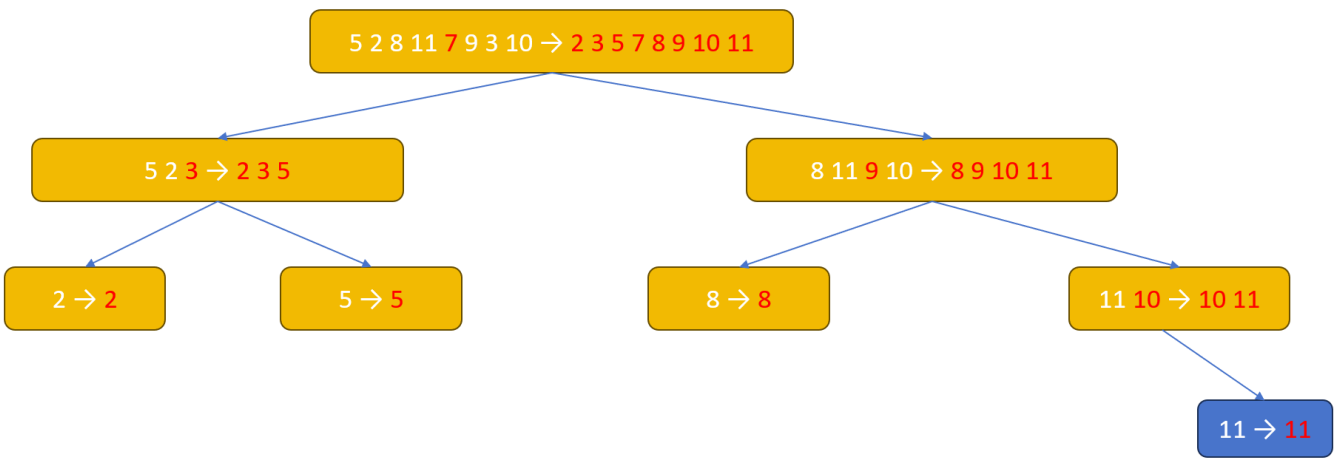 5 2 8 11 7 9 3 10 → 2 3 5 7 8 9 10 11
5 2 3 → 2 3 5
8 11 9 10 → 8 9 10 11
2 → 2
5 → 5
8 → 8
11 10 → 10 11
11 → 11